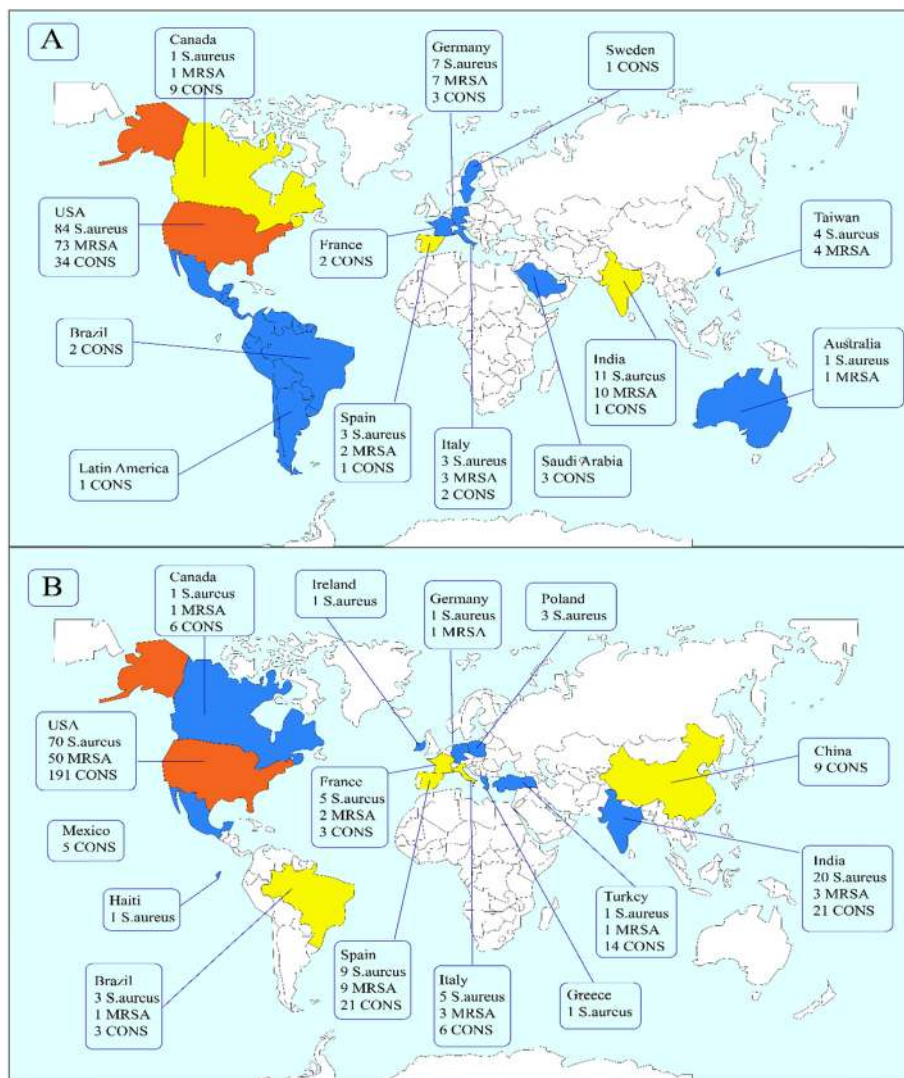 A
Canada
1 S.aureus
1 MRSA
9 CONS
Germany
7 S.aureus
7 MRSA
3 CONS
Sweden
1 CONS
USA
84 S.aureus
73 MRSA
34 CONS
France
2 CONS
Taiwan
4 S.aureus
4 MRSA
Brazil
2 CONS
India
11 S.aureus
10 MRSA
1 CONS
Australia
1 S.aureus
1 MRSA
Latin America
1 CONS
Spain
3 S.aureus
2 MRSA
1 CONS
Italy
3 S.aureus
3 MRSA
2 CONS
Saudi Arabia
3 CONS
B
Canada
1 S.aureus
1 MRSA
6 CONS
Ireland
1 S.aureus
Germany
1 S.aureus
1 MRSA
Poland
3 S.aureus
USA
70 S.aureus
50 MRSA
191 CONS
France
5 S.aureus
2 MRSA
3 CONS
China
9 CONS
Mexico
5 CONS
India
20 S.aureus
3 MRSA
21 CONS
Haiti
1 S.aureus
Turkey
1 S.aureus
1 MRSA
14 CONS
Brazil
3 S.aureus
1 MRSA
3 CONS
Spain
9 S.aureus
9 MRSA
21 CONS
Italy
5 S.aureus
3 MRSA
6 CONS
Greece
1 S.aureus